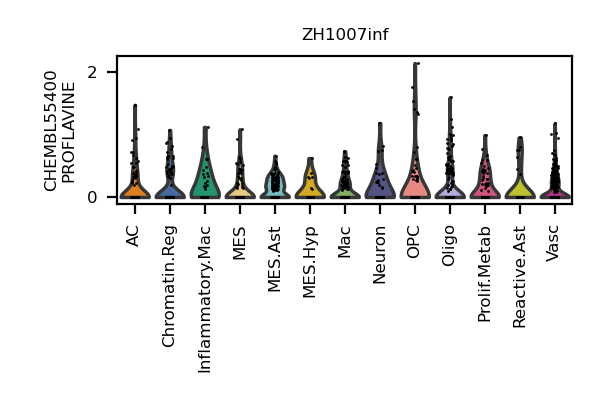 ZH1007inf
CHEMBL55400
PROFLAVINE
2
0
AC
Chromatin.Reg
Inflammatory.Mac
MES
MES.Ast
MES.Hyp
Mac
Neuron
OPC
Oligo
Prolif.Metab
Reactive.Ast
Vasc